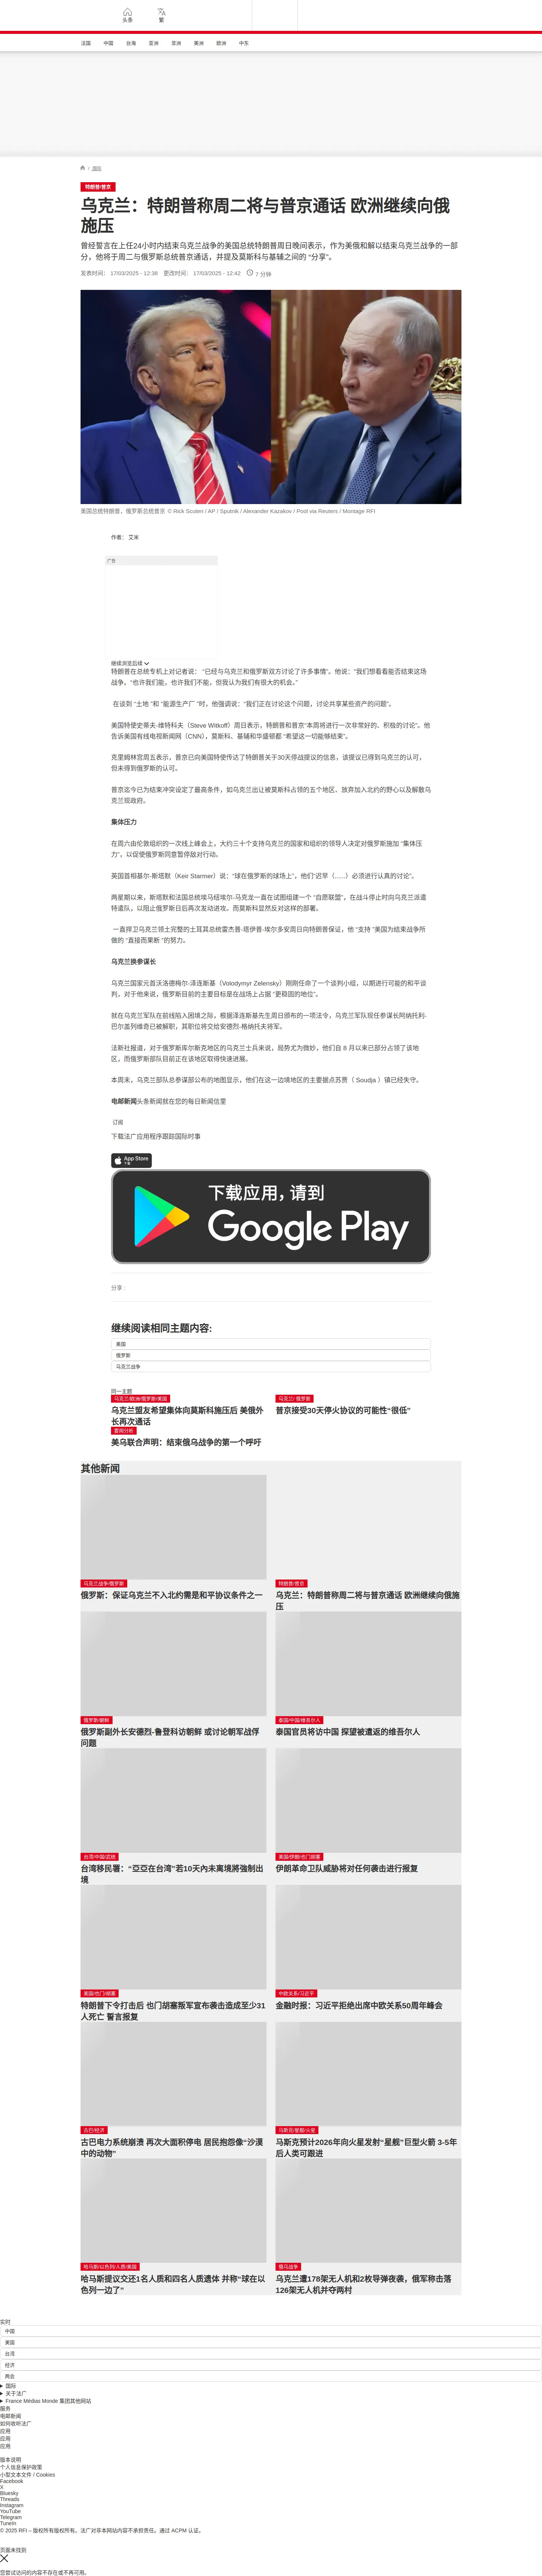 头条
繁
法国 中国 台海 亚洲 非洲 美洲 欧洲 中东
/ 国际
特朗普/普京
乌克兰：特朗普称周二将与普京通话 欧洲继续向俄施压
曾经誓言在上任24小时内结束乌克兰战争的美国总统特朗普周日晚间表示，作为美俄和解以结束乌克兰战争的一部分，他将于周二与俄罗斯总统普京通话，并提及莫斯科与基辅之间的 “分享”。
发表时间： 17/03/2025 - 12:38 更改时间： 17/03/2025 - 12:42 7 分钟
美国总统特朗普，俄罗斯总统普京 © Rick Scuteri / AP / Sputnik / Alexander Kazakov / Pool via Reuters / Montage RFI
作者： 艾米
广告
继续浏览后续
特朗普在总统专机上对记者说： “已经与乌克兰和俄罗斯双方讨论了许多事情”。他说：”我们想看看能否结束这场战争。“也许我们能，也许我们不能，但我认为我们有很大的机会。”
在谈到 “土地 ”和 “能源生产厂 ”时，他强调说：“我们正在讨论这个问题，讨论共享某些资产的问题”。
美国特使史蒂夫-维特科夫（Steve Witkoff）周日表示，特朗普和普京“本周将进行一次非常好的、积极的讨论”。他告诉美国有线电视新闻网（CNN），莫斯科、基辅和华盛顿都 “希望这一切能够结束”。
克里姆林宫周五表示，普京已向美国特使传达了特朗普关于30天停战提议的信息，该提议已得到乌克兰的认可，但未得到俄罗斯的认可。
普京迄今已为结束冲突设定了最高条件，如乌克兰出让被莫斯科占领的五个地区、放弃加入北约的野心以及解散乌克兰现政府。
集体压力
在周六由伦敦组织的一次线上峰会上，大约三十个支持乌克兰的国家和组织的领导人决定对俄罗斯施加 “集体压力”，以促使俄罗斯同意暂停敌对行动。
英国首相基尔-斯塔默（Keir Starmer）说：“球在俄罗斯的球场上”，他们“迟早（......）必须进行认真的讨论”。
两星期以来，斯塔默和法国总统埃马纽埃尔-马克龙一直在试图组建一个 “自愿联盟”，在战斗停止时向乌克兰派遣特遣队，以阻止俄罗斯日后再次发动进攻。而莫斯科显然反对这样的部署。
一直捍卫乌克兰领土完整的土耳其总统雷杰普-塔伊普-埃尔多安周日向特朗普保证，他 “支持 ”美国为结束战争所做的 “直接而果断 ”的努力。
乌克兰换参谋长
乌克兰国家元首沃洛德梅尔-泽连斯基（Volodymyr Zelensky）刚刚任命了一个谈判小组，以期进行可能的和平谈判，对于他来说，俄罗斯目前的主要目标是在战场上占据 “更稳固的地位”。
就在乌克兰军队在前线陷入困境之际，根据泽连斯基先生周日颁布的一项法令，乌克兰军队现任参谋长阿纳托利-巴尔盖列维奇已被解职，其职位将交给安德烈-格纳托夫将军。
法新社报道，对于俄罗斯库尔斯克地区的乌克兰士兵来说，局势尤为微妙，他们自 8 月以来已部分占领了该地区，而俄罗斯部队目前正在该地区取得快速进展。
本周末，乌克兰部队总参谋部公布的地图显示，他们在这一边境地区的主要据点苏贾（ Soudja ）镇已经失守。
电邮新闻头条新闻就在您的每日新闻信里
订阅
下载法广应用程序跟踪国际时事
App Store
下载应用，请到
Google Play
分享：
继续阅读相同主题内容:
美国
俄罗斯
乌克兰战争
同一主题
乌克兰/欧洲/俄罗斯/美国
乌克兰盟友希望集体向莫斯科施压后 美俄外长再次通话
乌克兰/ 俄罗斯
普京接受30天停火协议的可能性“很低”
要闻分析
美乌联合声明：结束俄乌战争的第一个呼吁
其他新闻
乌克兰战争/俄罗斯
俄罗斯：保证乌克兰不入北约需是和平协议条件之一
特朗普/普京
乌克兰：特朗普称周二将与普京通话 欧洲继续向俄施压
俄罗斯/朝鲜
俄罗斯副外长安德烈-鲁登科访朝鲜 或讨论朝军战俘问题
泰国/中国/维吾尔人
泰国官员将访中国 探望被遣返的维吾尔人
台湾/中国/武统
台湾移民署：“亞亞在台湾”若10天内未离境將強制出境
美国/伊朗/也门胡塞
伊朗革命卫队威胁将对任何袭击进行报复
美国/也门/胡塞
特朗普下令打击后 也门胡塞叛军宣布袭击造成至少31人死亡 誓言报复
中欧关系/习近平
金融时报：习近平拒绝出席中欧关系50周年峰会
古巴/经济
古巴电力系统崩溃 再次大面积停电 居民抱怨像“沙漠中的动物”
马斯克/星舰/火星
马斯克预计2026年向火星发射“星舰”巨型火箭 3-5年后人类可跟进
哈马斯/以色列/人质/美国
哈马斯提议交还1名人质和四名人质遗体 并称“球在以色列一边了”
俄乌战争
乌克兰遭178架无人机和2枚导弹夜袭，俄军称击落126架无人机并夺两村
实时
中国
美国
台湾
经济
两会
国际
关于法广
France Médias Monde 集团其他网站
服务
电邮新闻
如何收听法广
应用
应用
应用
版本说明
个人信息保护政策
小型文本文件 / Cookies
Facebook
X
Bluesky
Threads
Instagram
YouTube
Telegram
TuneIn
© 2025 RFI – 版权所有版权所有。法广对非本网站内容不承担责任。通过 ACPM 认证。
页面未找到
您尝试访问的内容不存在或不再可用。